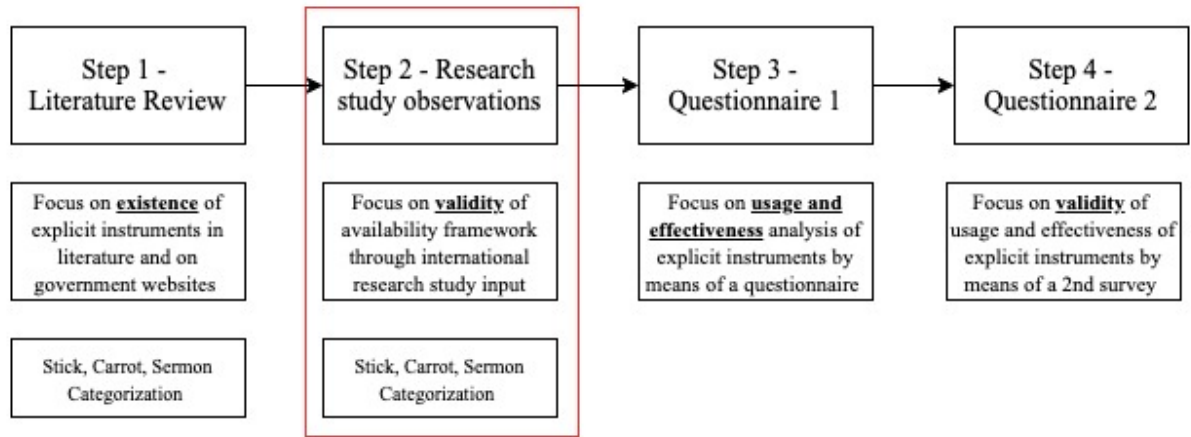 Step 1 -
Literature Review
Step 2 - Research
study observations
Step 3 -
Questionnaire 1
Step 4 -
Questionnaire 2
Focus on existence of
explicit instruments in
literature and on
government websites
Focus on validity of
availability framework
through international
research study input
Focus on usage and
effectiveness analysis of
explicit instruments by
means of a questionnaire
Focus on validity of
usage and effectiveness of
explicit instruments by
means of a 2nd survey
Stick, Carrot, Sermon
Categorization
Stick, Carrot, Sermon
Categorization